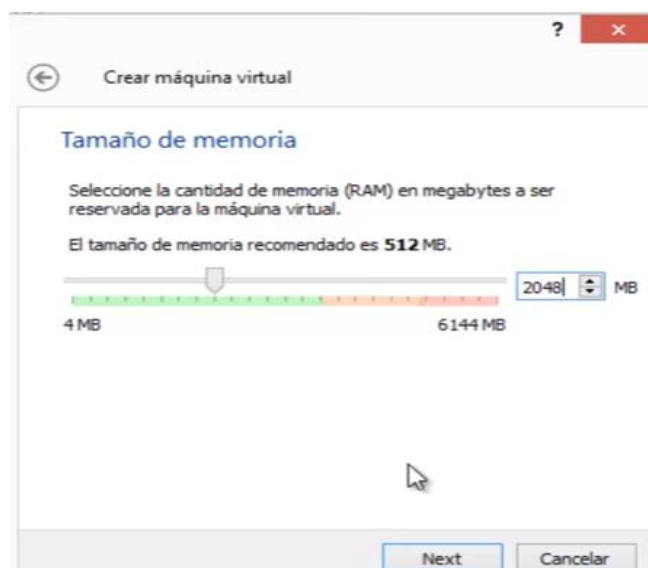 ?
Crear máquina virtual
Tamaño de memoria
Seleccione la cantidad de memoria (RAM) en megabytes a ser
reservada para la máquina virtual.
El tamaño de memoria recomendado es 512 MB.
2048 MB
4 MB 6144 MB
Next Cancelar